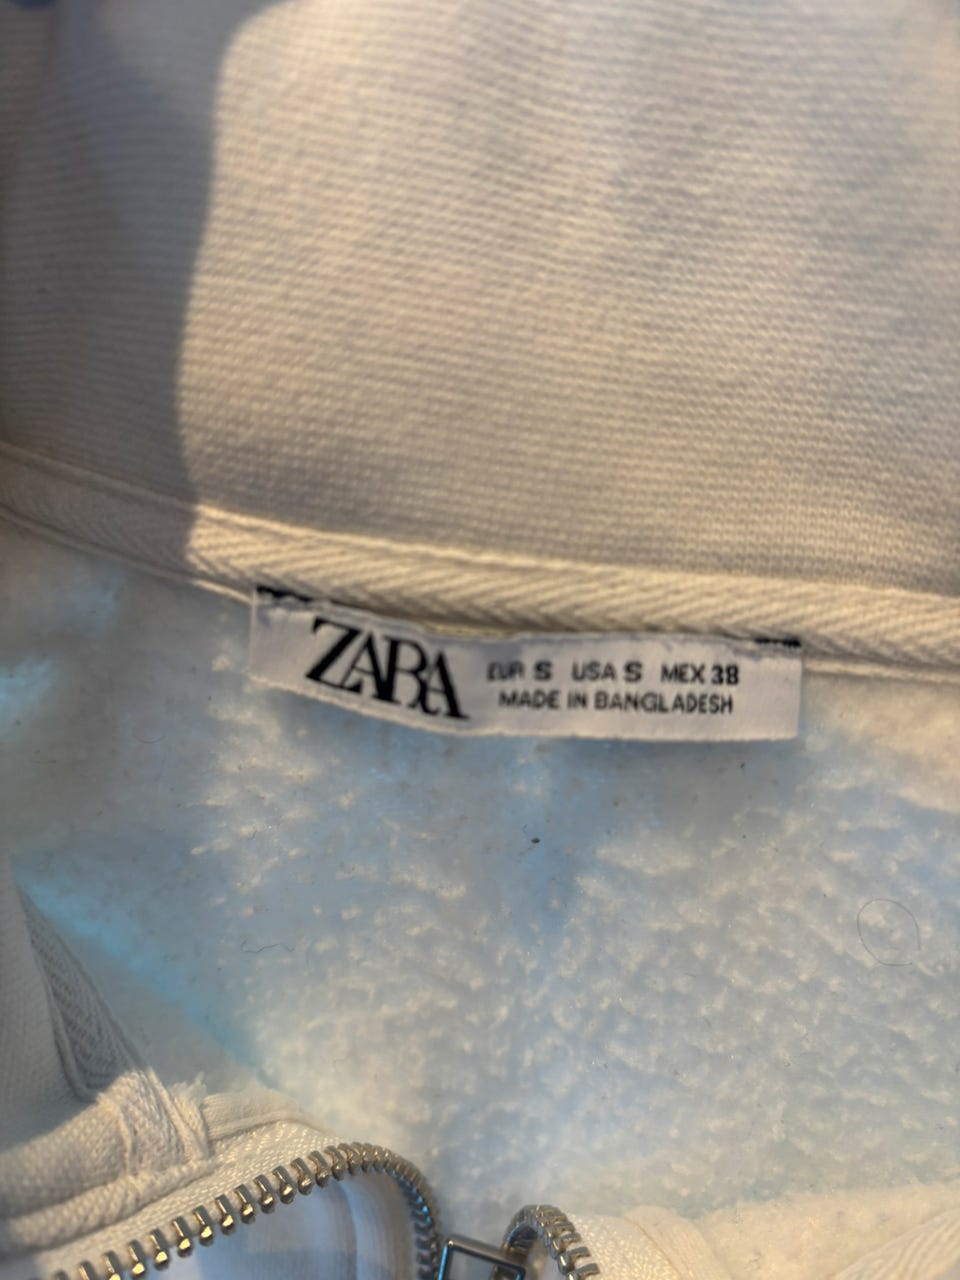 ZARA
EUR S USA S MEX 38
MADE IN BANGLADESH